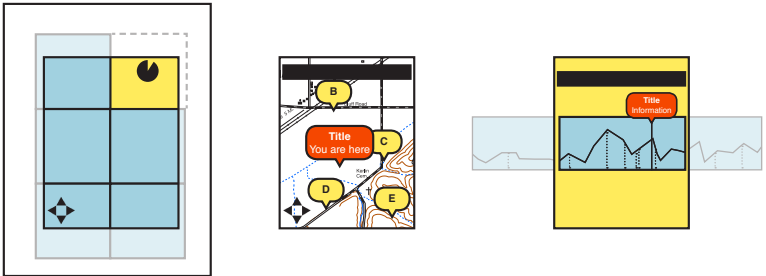 B
Title
You are here
C
D
E
Title
Information